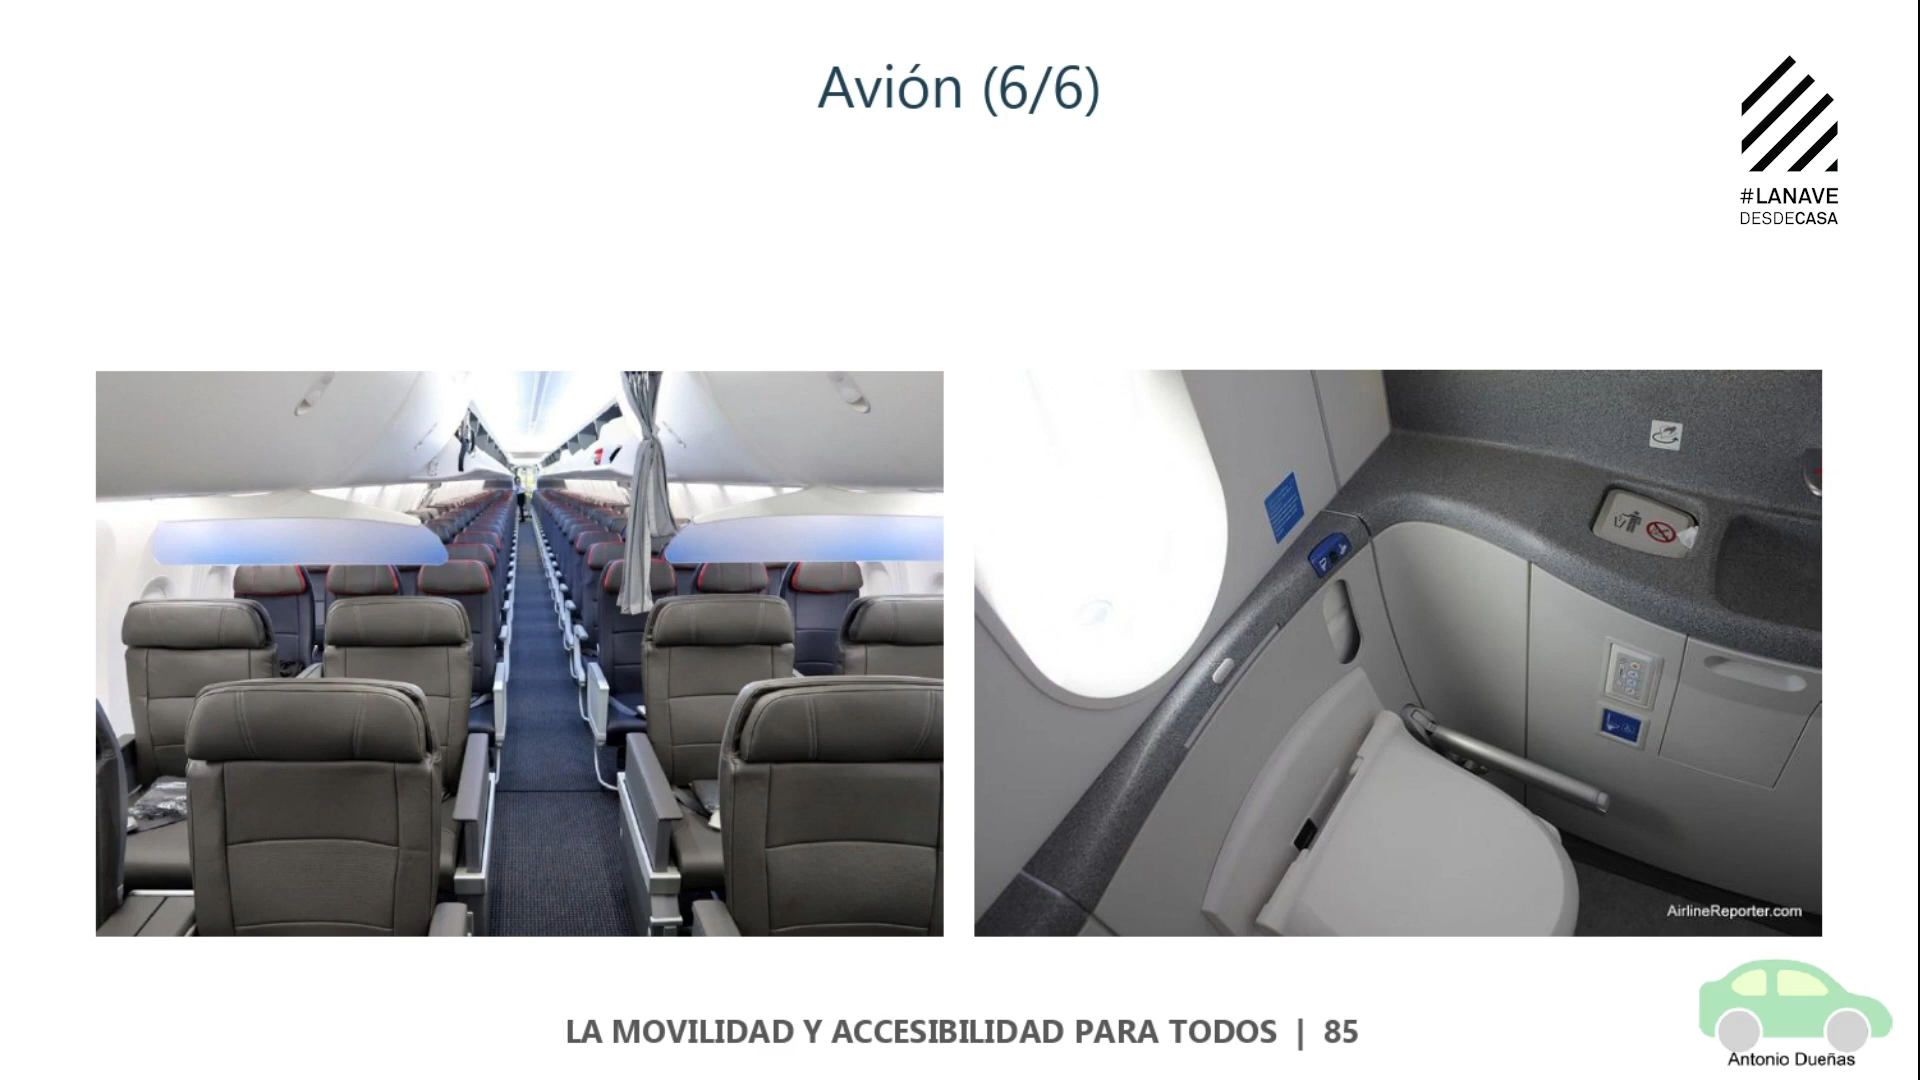 Avión (6/6)
#LANAVE
DESDECASA
AirlineReporter.com
LA MOVILIDAD Y ACCESIBILIDAD PARA TODOS | 85
Antonio Dueñas